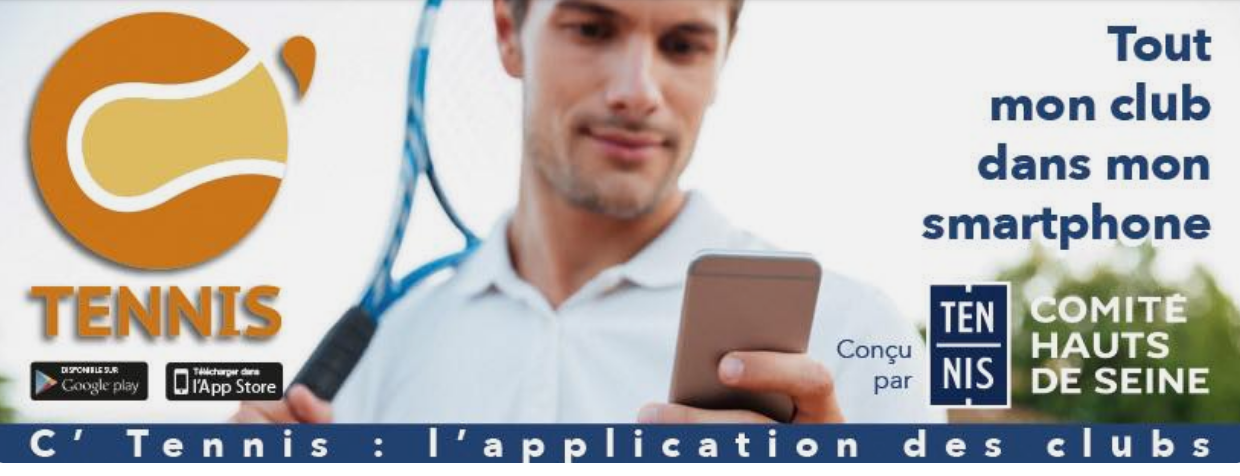 TENNIS
DISPONIBLE SUR
Google play
Télécharger dans
l'App Store
Tout
mon club
dans mon
smartphone
Conçu
par
TEN
NIS
COMITÉ
HAUTS
DE SEINE
C' Tennis : l'application des clubs